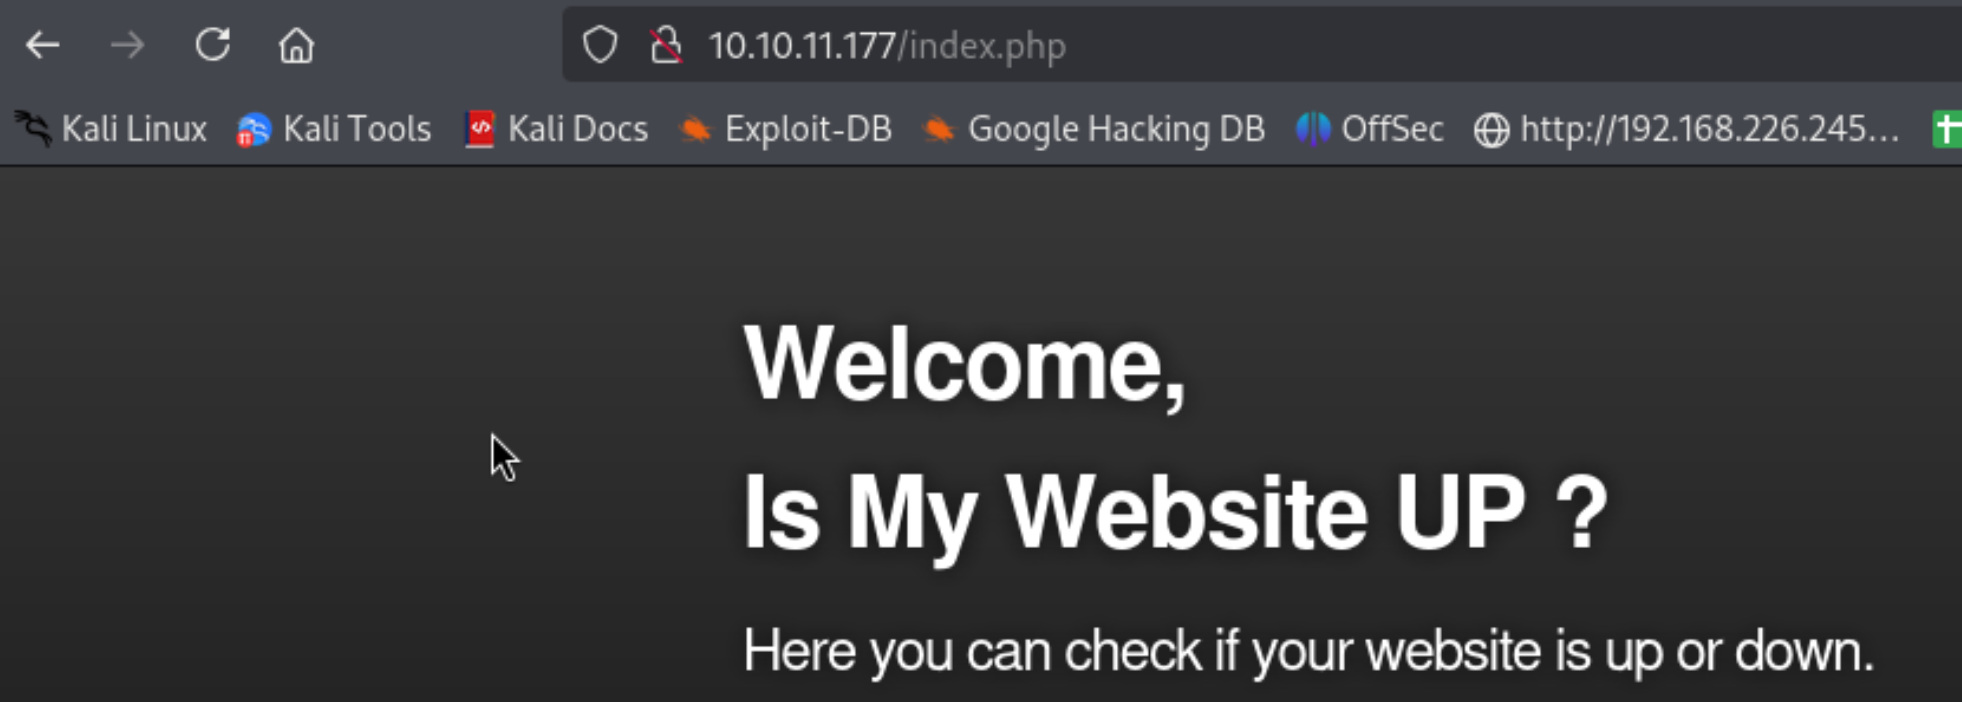 10.10.11.177/index.php
Kali Linux Kali Tools Kali Docs Exploit-DB Google Hacking DB OffSec http://192.168.226.245...
Welcome,
Is My Website UP ?
Here you can check if your website is up or down.